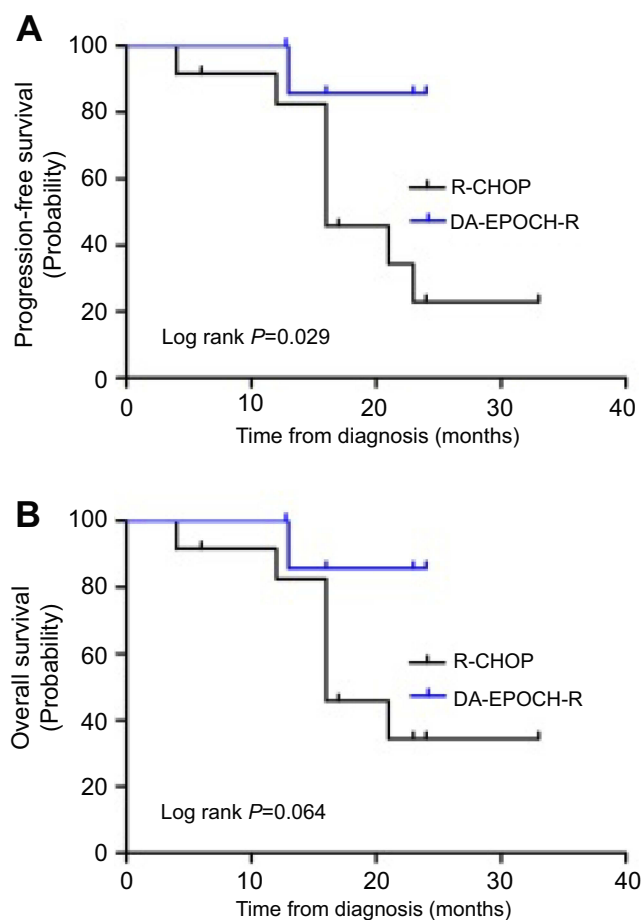 A
Progression-free survival
(Probability)
100
80
60
40
20
0
R-CHOP
DA-EPOCH-R
Log rank P=0.029
0 10 20 30 40
Time from diagnosis (months)
B
Overall survival
(Probability)
100
80
60
40
20
0
R-CHOP
DA-EPOCH-R
Log rank P=0.064
0 10 20 30 40
Time from diagnosis (months)